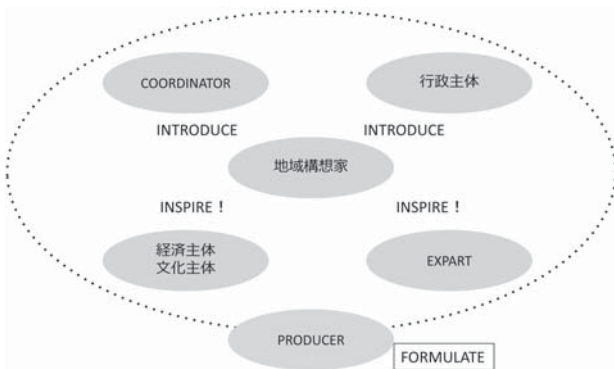 COORDINATOR
行政主体
INTRODUCE
INTRODUCE
地域構想家
INSPIRE！
INSPIRE！
経済主体
文化主体
EXPART
PRODUCER
FORMULATE